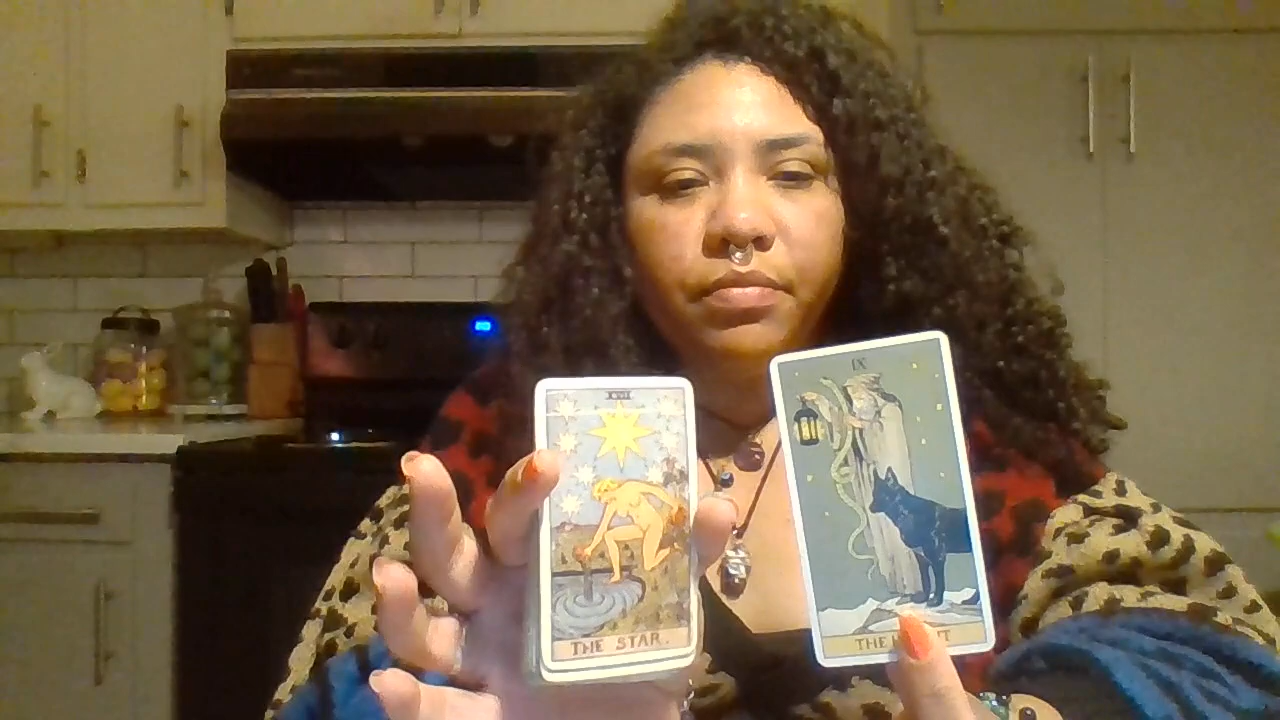 XVII
THE STAR.
IX
THE